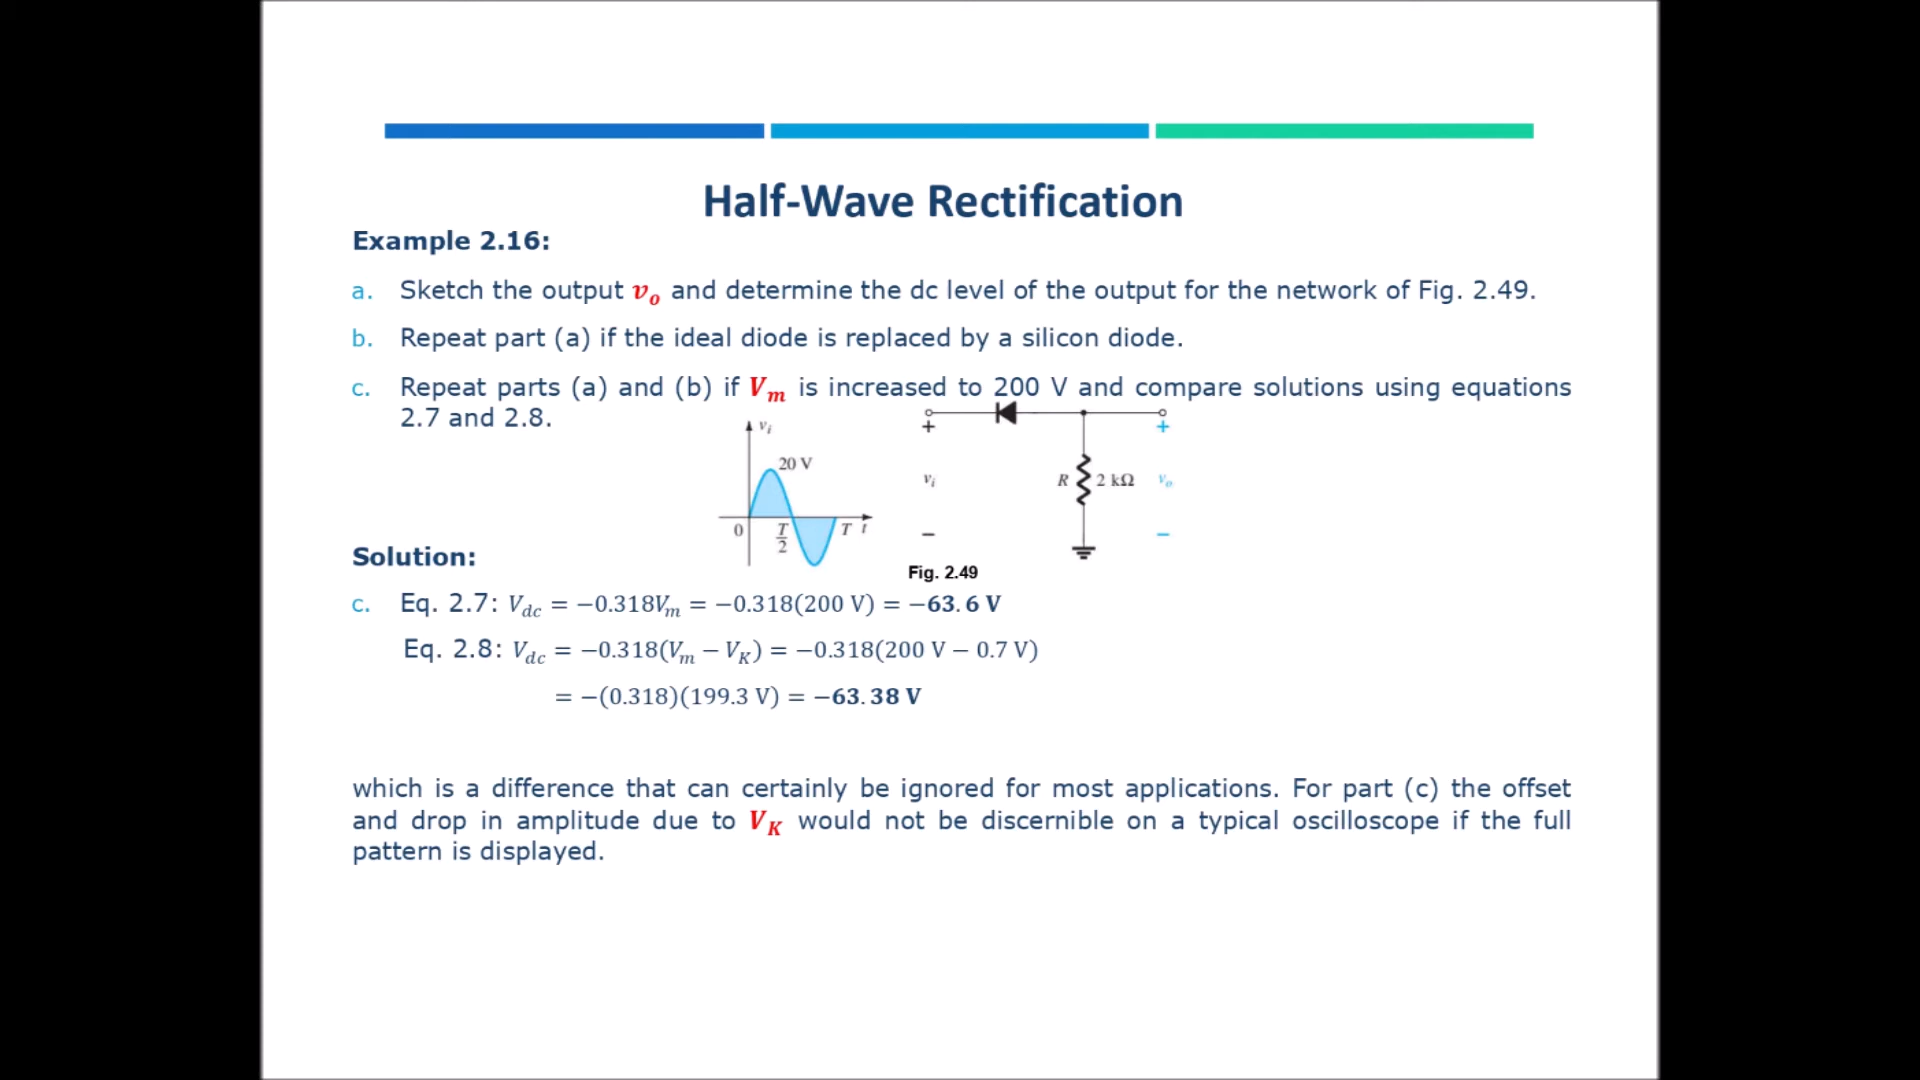 Half-Wave Rectification
Example 2.16:
a. Sketch the output v_o and determine the dc level of the output for the network of Fig. 2.49.
b. Repeat part (a) if the ideal diode is replaced by a silicon diode.
c. Repeat parts (a) and (b) if V_m is increased to 200 V and compare solutions using equations
2.7 and 2.8.
v_i
20 V
0
T/2
T
t
+
v_i
−
R
2 kΩ
+
v_o
−
Fig. 2.49
Solution:
c. Eq. 2.7: V_dc = −0.318V_m = −0.318(200 V) = −63.6 V
Eq. 2.8: V_dc = −0.318(V_m − V_K) = −0.318(200 V − 0.7 V)
= −(0.318)(199.3 V) = −63.38 V
which is a difference that can certainly be ignored for most applications. For part (c) the offset
and drop in amplitude due to V_K would not be discernible on a typical oscilloscope if the full
pattern is displayed.